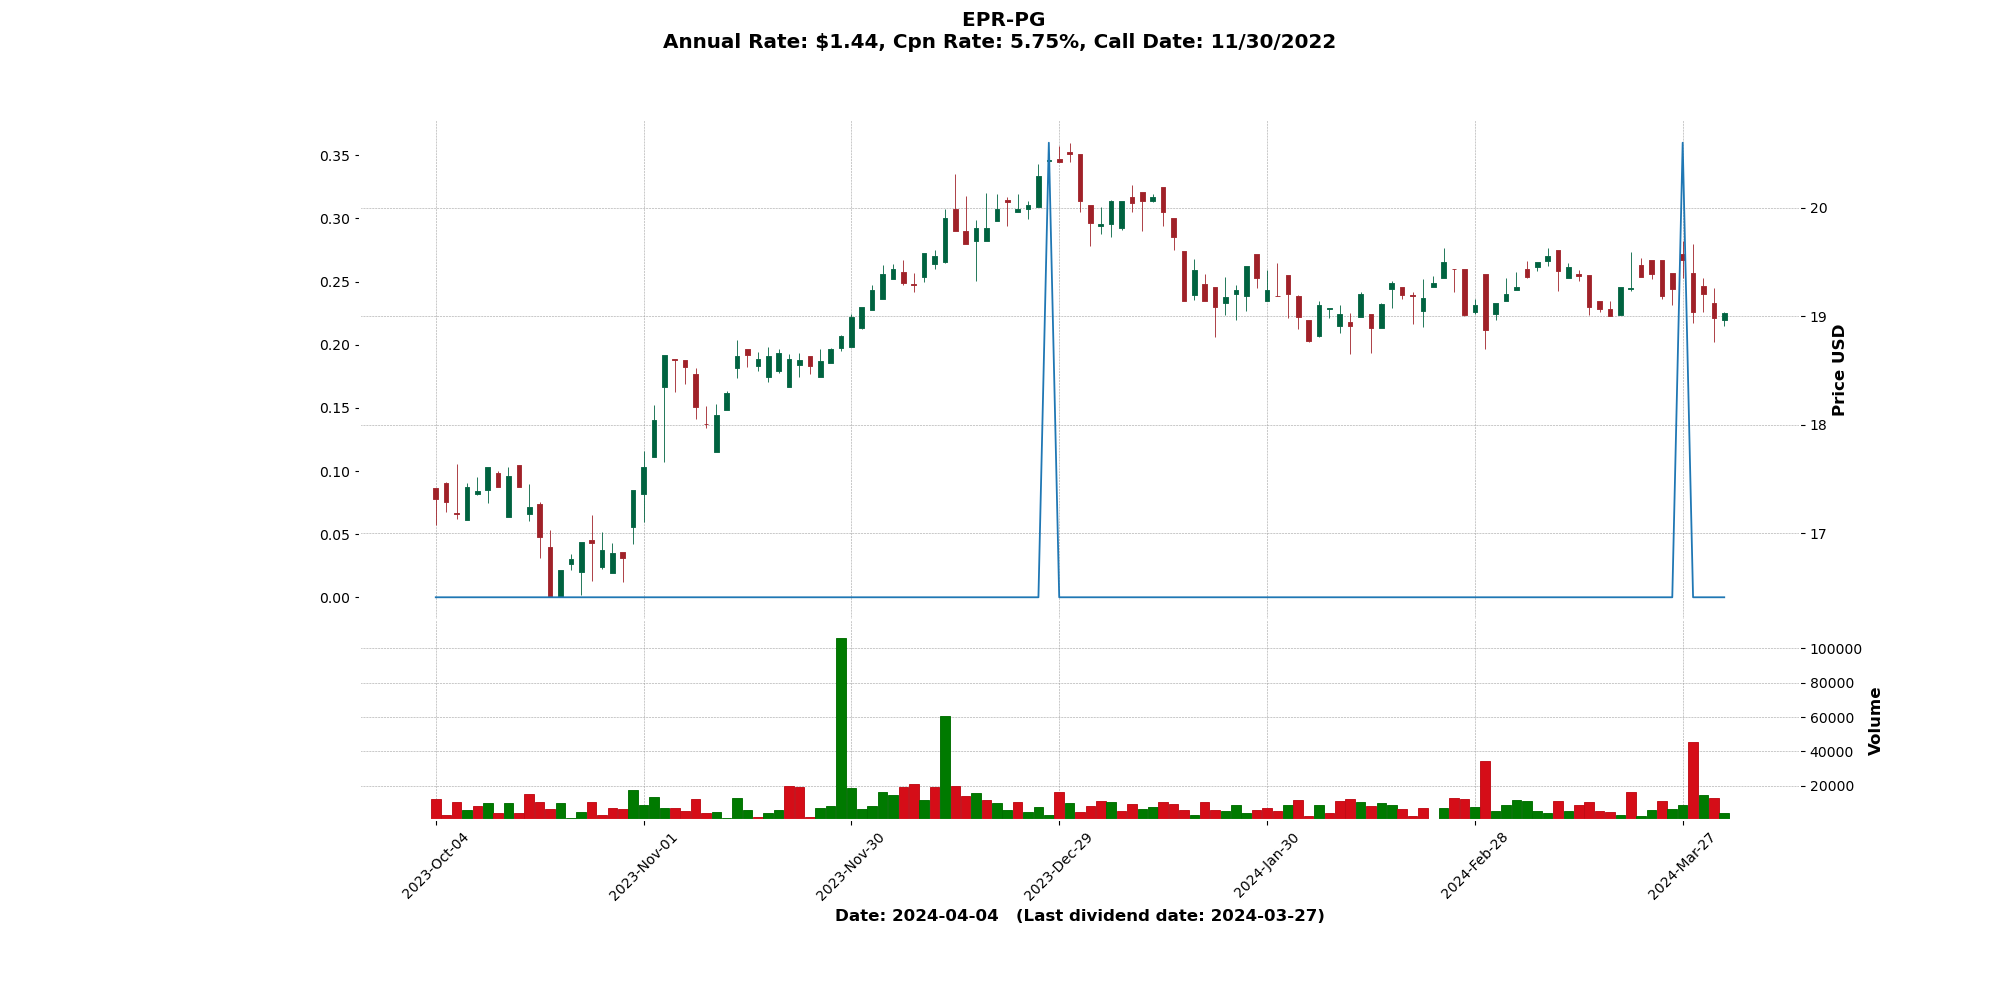 EPR-PG
Annual Rate: $1.44, Cpn Rate: 5.75%, Call Date: 11/30/2022
0.35
0.30
0.25
0.20
0.15
0.10
0.05
0.00
20
19
18
17
Price USD
100000
80000
60000
40000
20000
Volume
2023-Oct-04
2023-Nov-01
2023-Nov-30
2023-Dec-29
2024-Jan-30
2024-Feb-28
2024-Mar-27
Date: 2024-04-04 (Last dividend date: 2024-03-27)